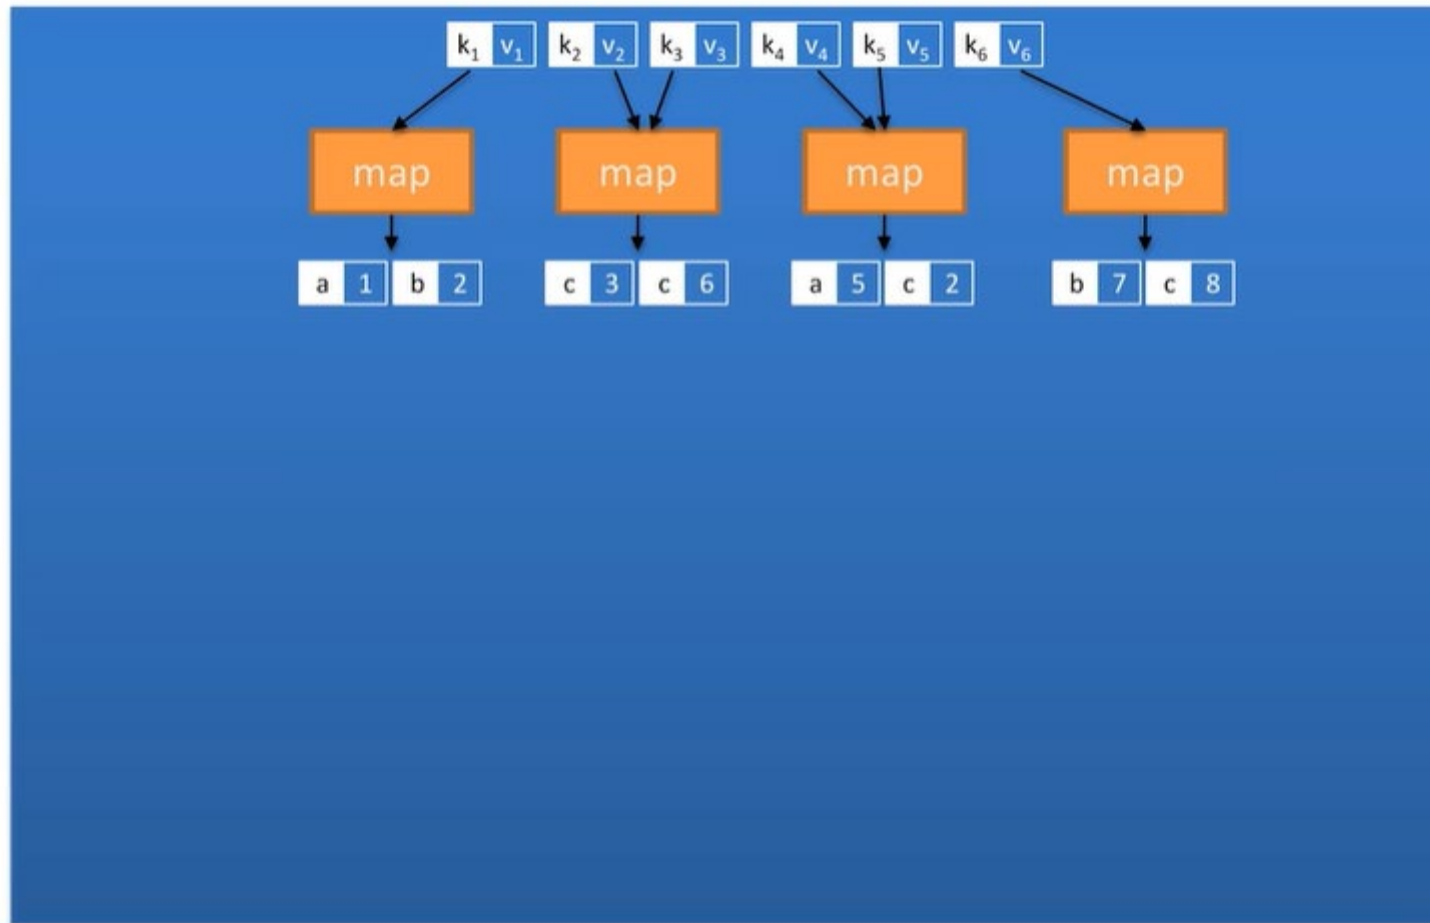 k₁ v₁ k₂ v₂ k₃ v₃ k₄ v₄ k₅ v₅ k₆ v₆
map map map map
a 1 b 2 c 3 c 6 a 5 c 2 b 7 c 8